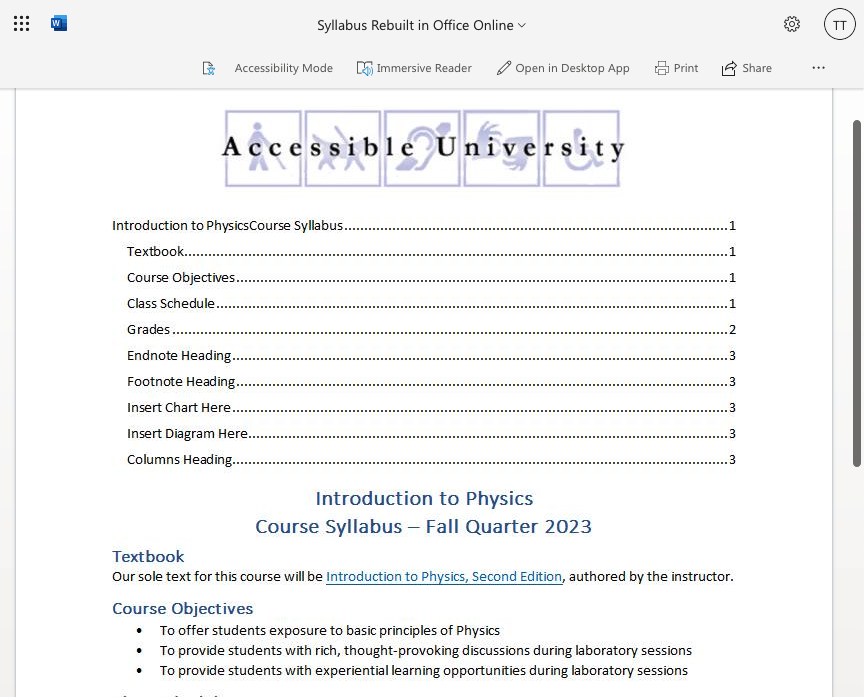 Syllabus Rebuilt in Office Online
TT
Accessibility Mode Immersive Reader Open in Desktop App Print Share ...
Accessible University
Introduction to PhysicsCourse Syllabus 1
Textbook 1
Course Objectives 1
Class Schedule 1
Grades 2
Endnote Heading 3
Footnote Heading 3
Insert Chart Here 3
Insert Diagram Here 3
Columns Heading 3
Introduction to Physics
Course Syllabus – Fall Quarter 2023
Textbook
Our sole text for this course will be Introduction to Physics, Second Edition, authored by the instructor.
Course Objectives
• To offer students exposure to basic principles of Physics
• To provide students with rich, thought-provoking discussions during laboratory sessions
• To provide students with experiential learning opportunities during laboratory sessions